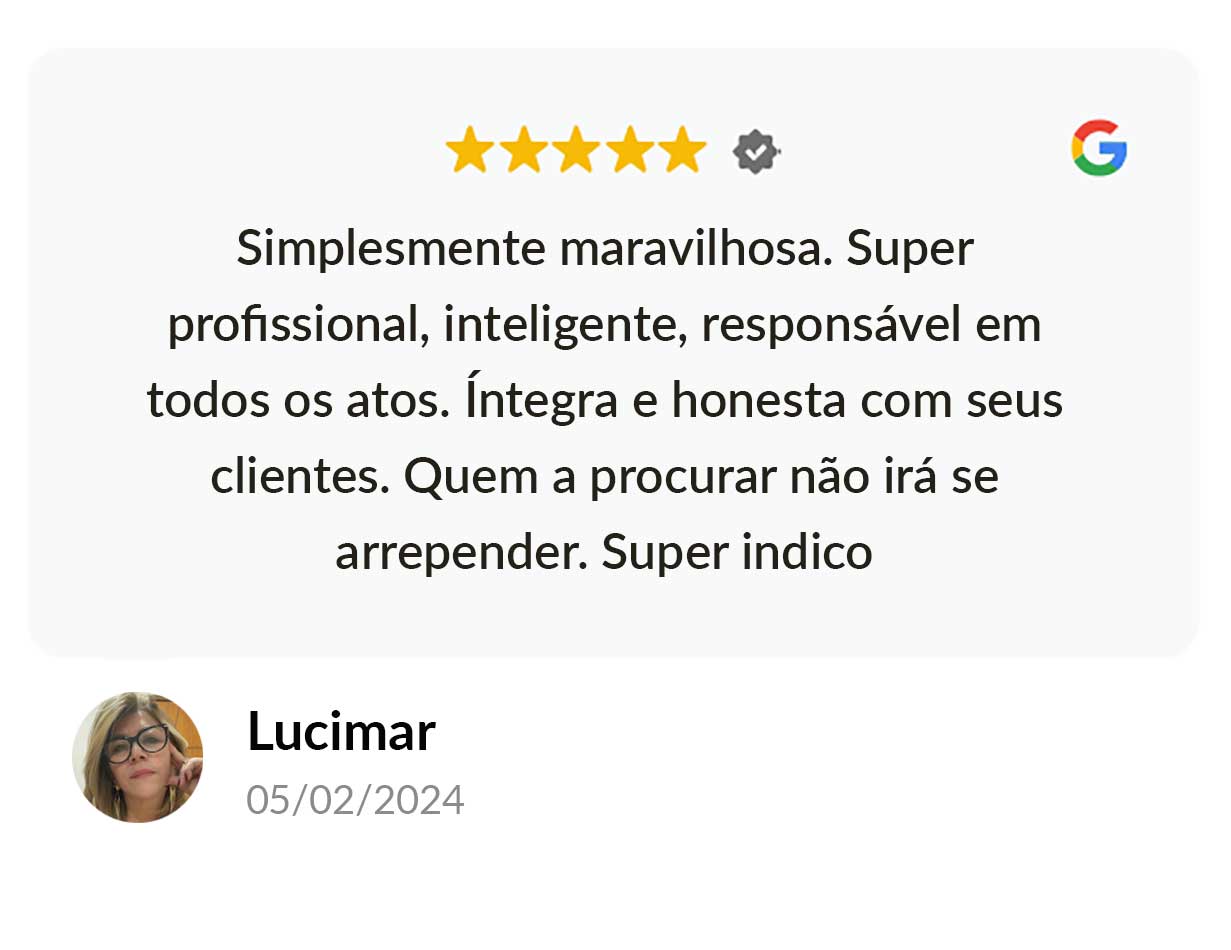 Simplesmente maravilhosa. Super
profissional, inteligente, responsável em
todos os atos. Íntegra e honesta com seus
clientes. Quem a procurar não irá se
arrepender. Super indico
Lucimar
05/02/2024